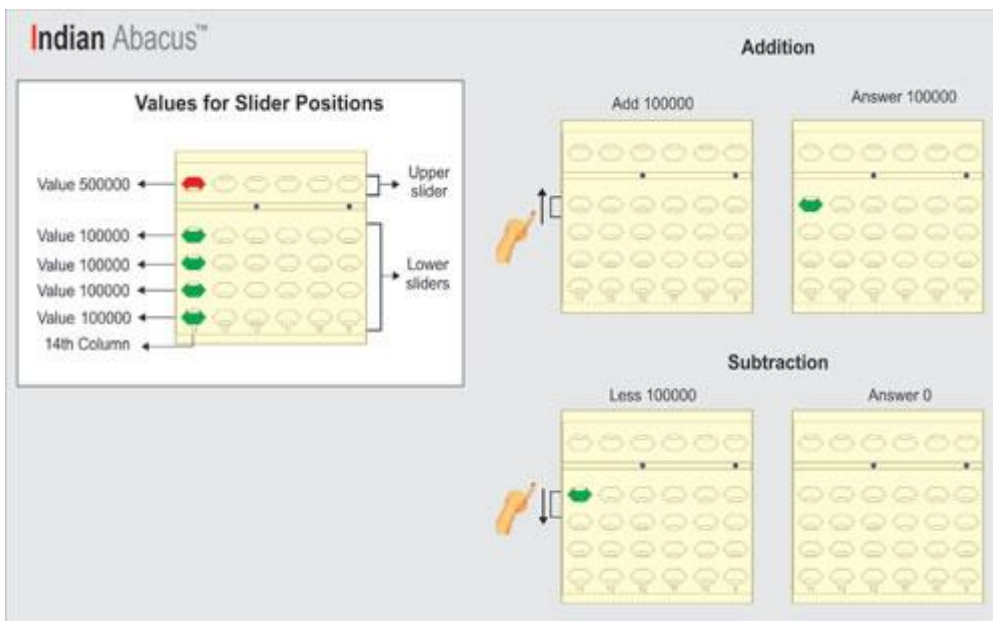 Indian Abacus™
Values for Slider Positions
Value 500000
Upper
slider
Value 100000
Value 100000
Value 100000
Value 100000
Lower
sliders
14th Column
Addition
Add 100000
Answer 100000
Subtraction
Less 100000
Answer 0